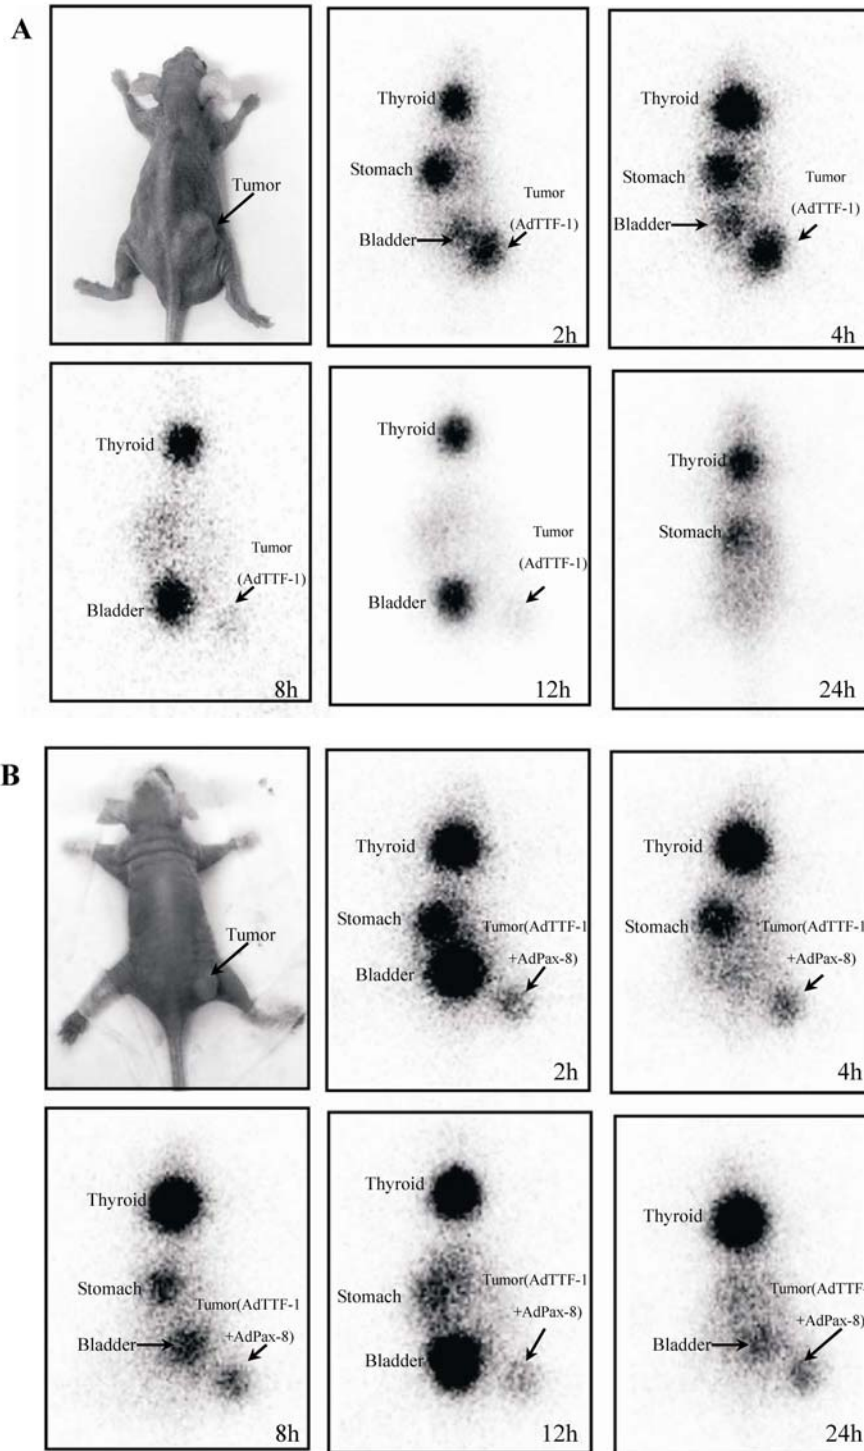 A
Tumor
Thyroid
Stomach
Tumor
(AdTTF-1)
Bladder
2h
Thyroid
Stomach
Tumor
(AdTTF-1)
Bladder
4h
Thyroid
Tumor
(AdTTF-1)
Bladder
8h
Thyroid
Tumor
(AdTTF-1)
Bladder
12h
Thyroid
Stomach
24h
B
Tumor
Thyroid
Stomach
Tumor(AdTTF-1
+AdPax-8)
Bladder
2h
Thyroid
Stomach
Tumor(AdTTF-1
+AdPax-8)
4h
Thyroid
Stomach
Tumor(AdTTF-1
+AdPax-8)
Bladder
8h
Thyroid
Stomach
Tumor(AdTTF-1
+AdPax-8)
Bladder
12h
Thyroid
Tumor(AdTTF-
+AdPax-8)
Bladder
24h